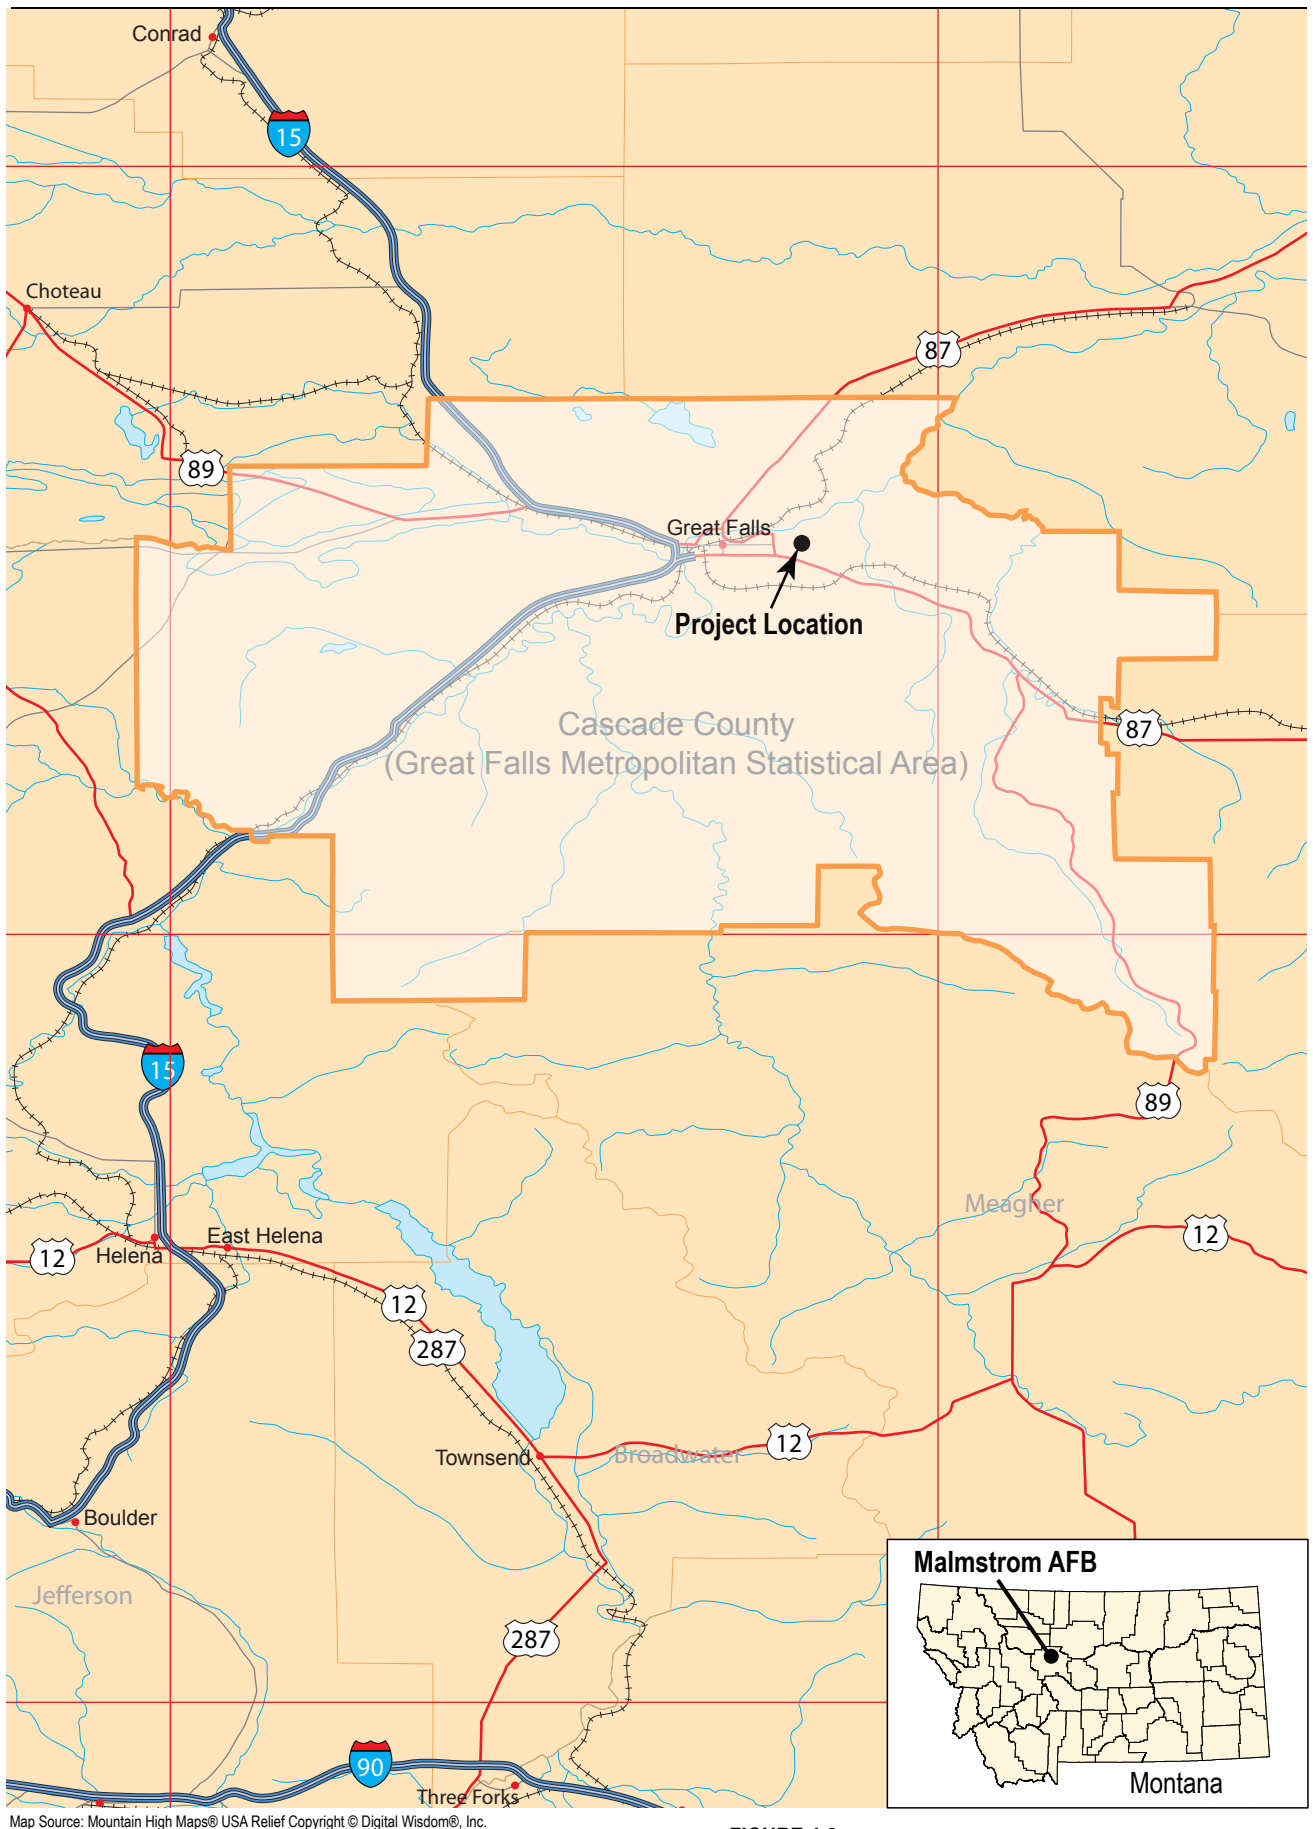 Conrad
15
Choteau
87
89
Great Falls
Project Location
Cascade County
(Great Falls Metropolitan Statistical Area)
87
15
89
Meagher
East Helena
Helena
12
12
12
287
Townsend
Broadwater
12
Boulder
Jefferson
287
90
Three Forks
Malmstrom AFB
Montana
Map Source: Mountain High Maps® USA Relief Copyright © Digital Wisdom®, Inc.